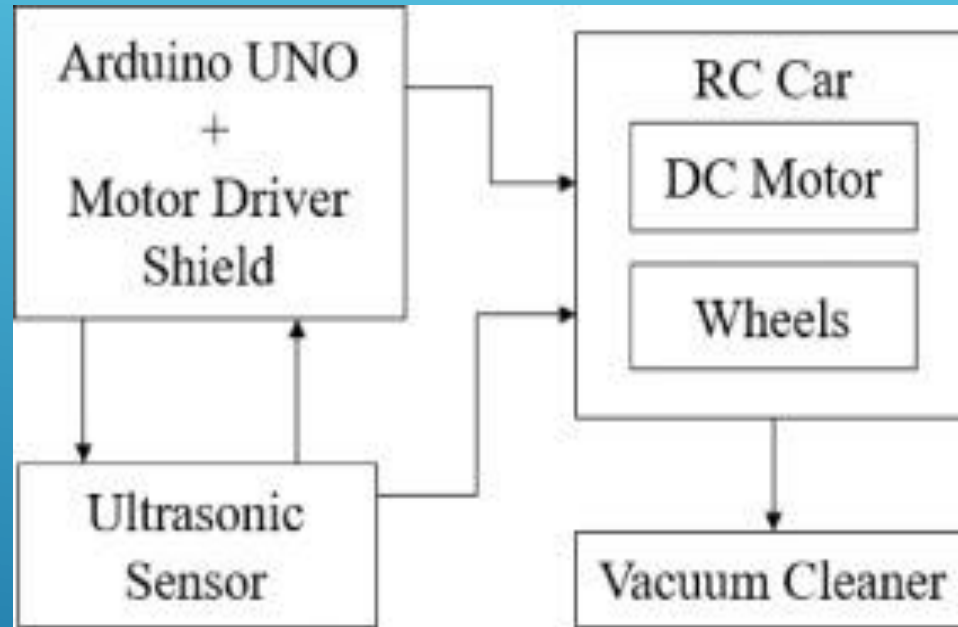 Arduino UNO
+
Motor Driver
Shield
RC Car
DC Motor
Wheels
Ultrasonic
Sensor
Vacuum Cleaner